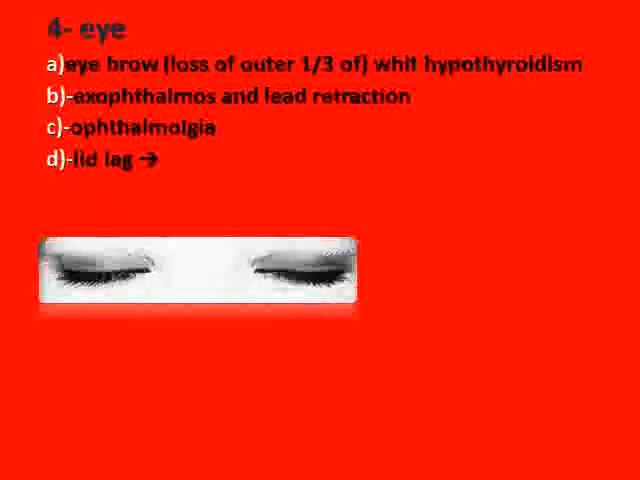 4- eye
a)eye brow (loss of outer 1/3 of) whit hypothyroidism
b)-exophthalmos and lead retraction
c)-ophthalmolgia
d)-lid lag →